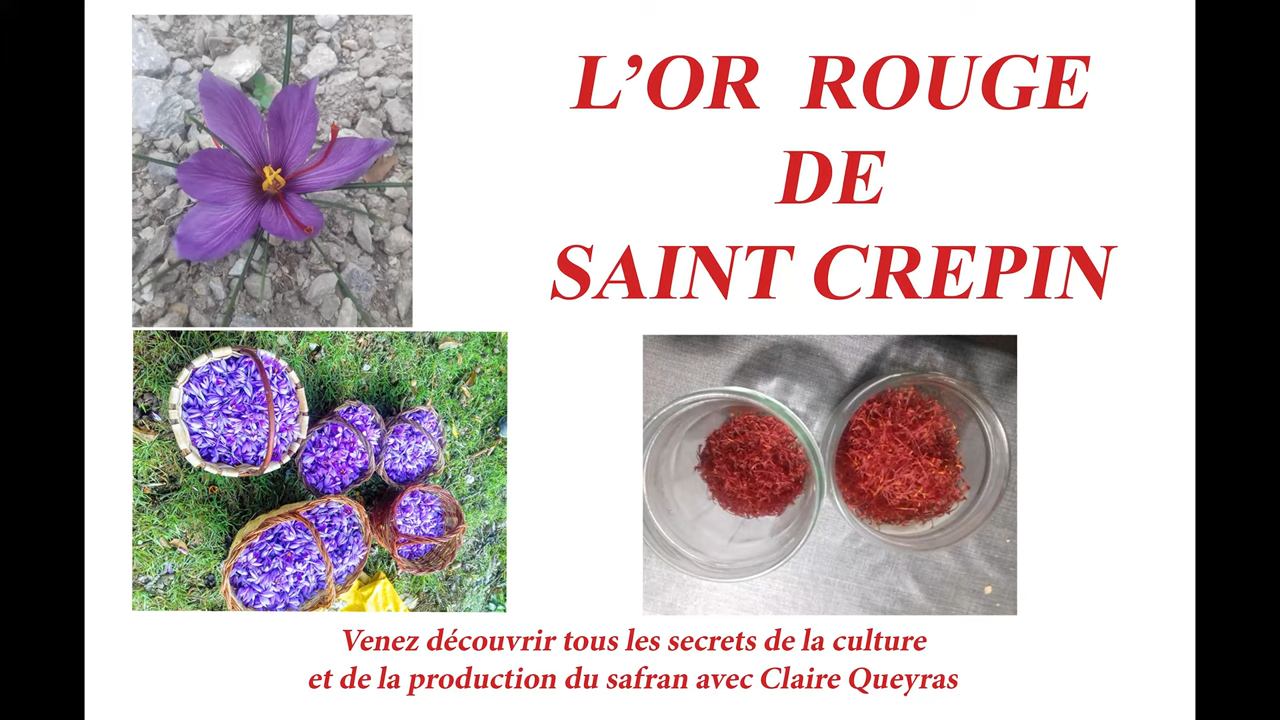 L'OR ROUGE
DE
SAINT CREPIN
Venez découvrir tous les secrets de la culture
et de la production du safran avec Claire Queyras